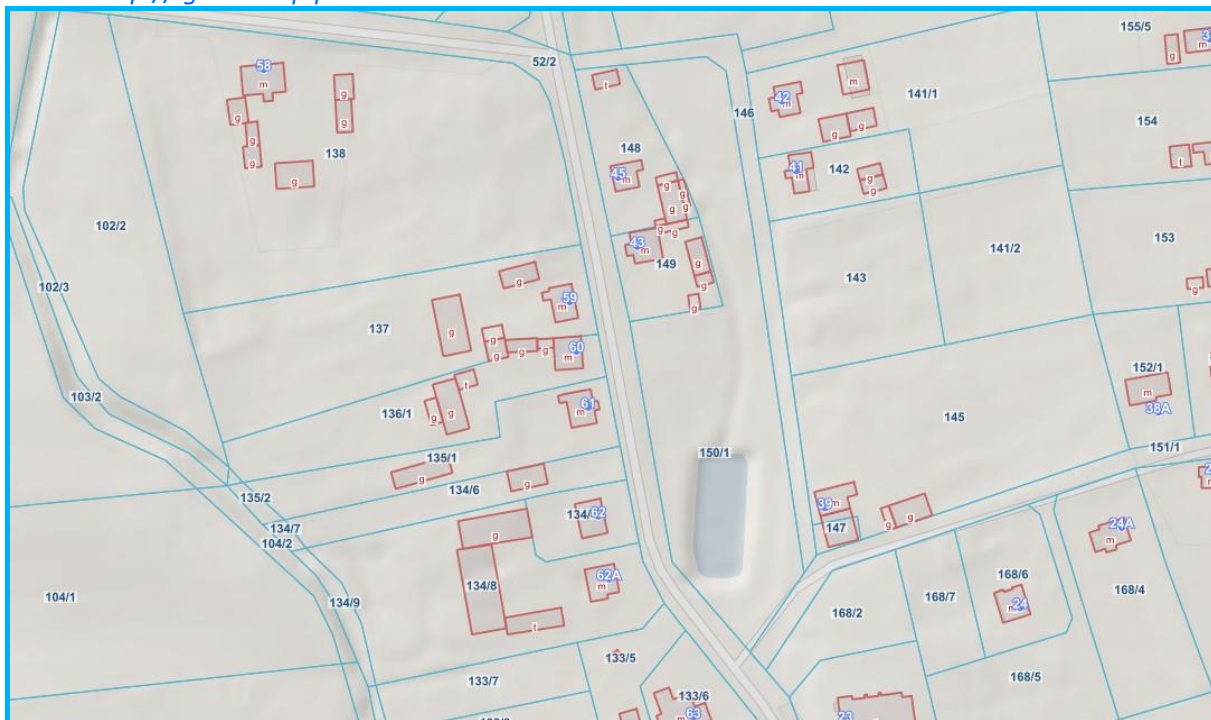 52/2
155/5
58
m
g
g
g
g
g
g
138
t
148
45
m
g
g
g
g
146
42
m
m
141/1
g
g
154
t
41
m
142
g
g
102/2
43
m
g
g
149
g
g
g
143
141/2
153
g
102/3
137
g
59
m
g
g
g
g
g
60
m
103/2
136/1
t
g
g
61
m
152/1
m
38A
145
135/1
g
134/6
g
150/1
151/1
135/2
134/7
104/2
62
g
39
m
147
g
g
24A
m
104/1
134/9
134/8
62A
m
t
168/6
168/7
168/2
24
m
168/4
133/5
133/7
133/6
63
m
168/5
23
g